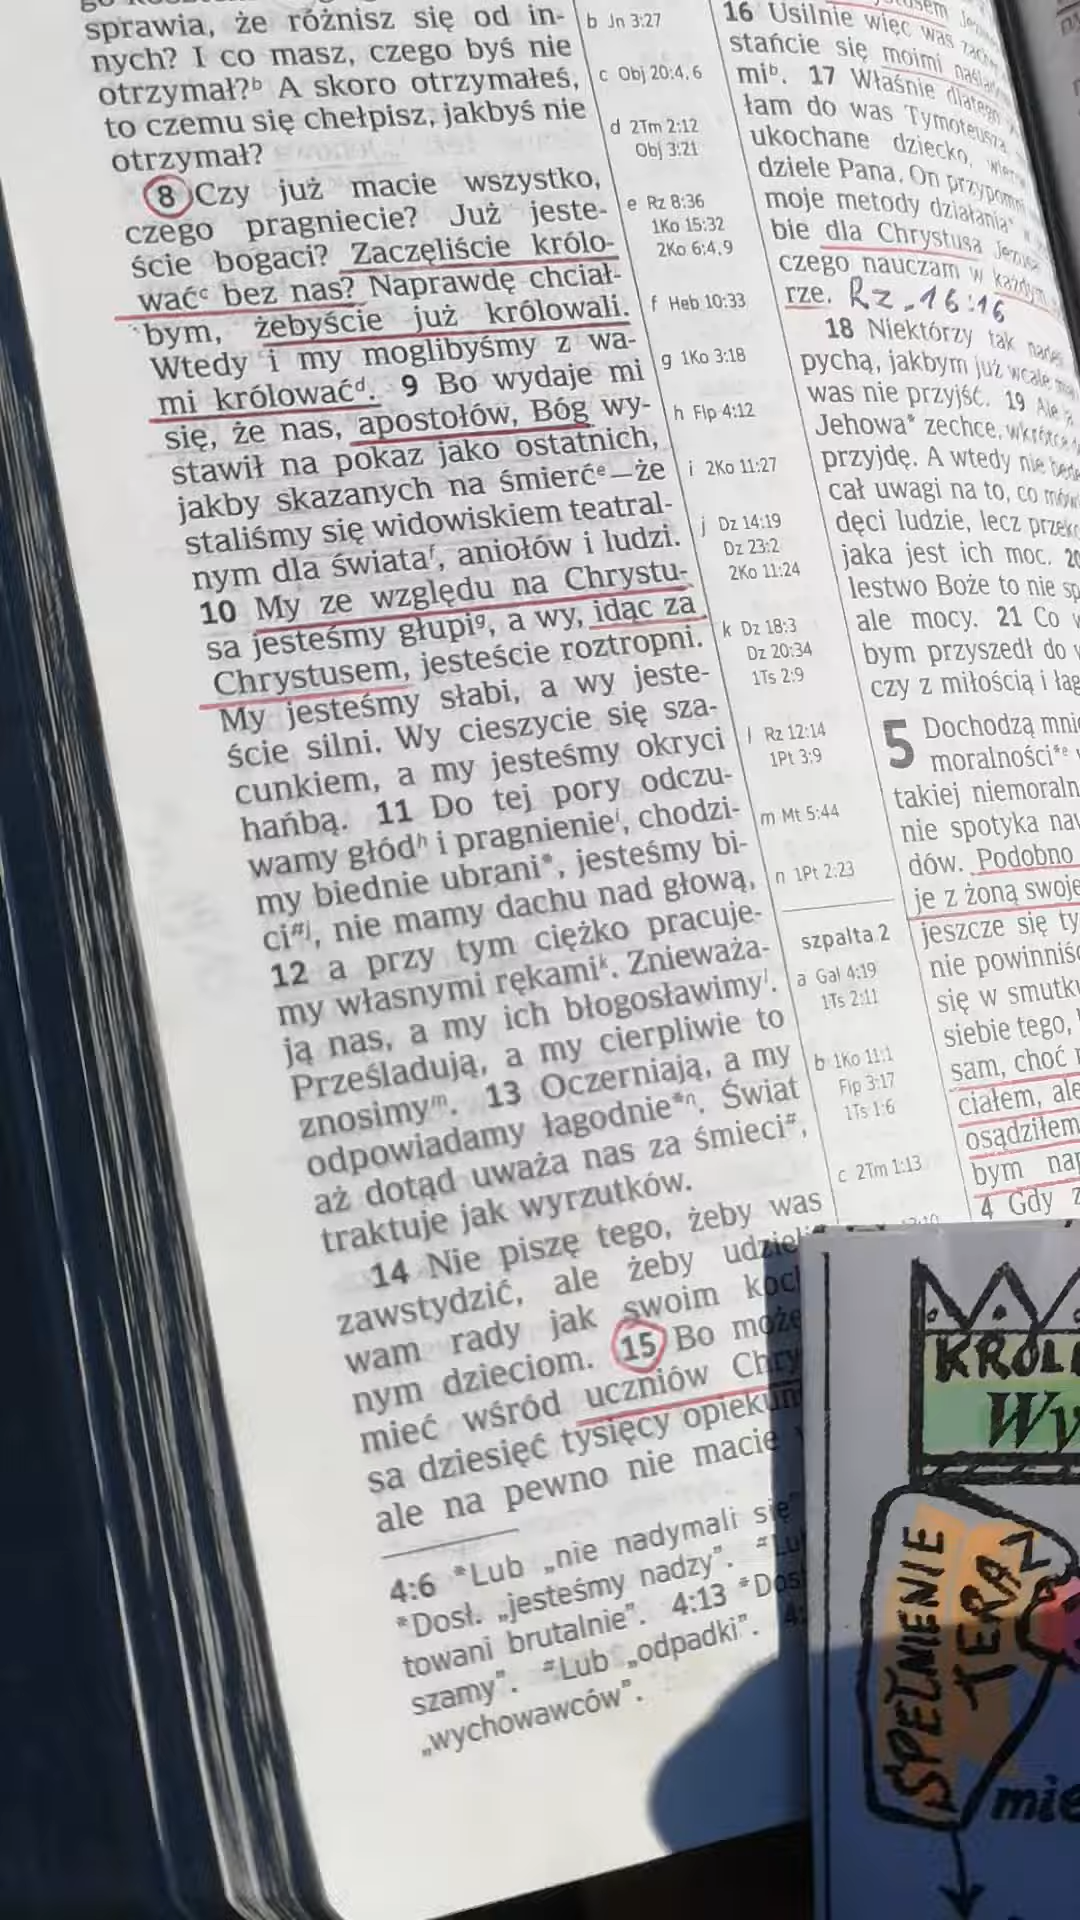 sprawia, że różnisz się od in-
nych? I co masz, czego byś nie
otrzymał?ᵇ A skoro otrzymałeś,
to czemu się chełpisz, jakbyś nie
otrzymał?
8 Czy już macie wszystko,
czego pragniecie? Już jeste-
ście bogaci? Zaczęliście królo-
waćᶜ bez nas? Naprawdę chciał-
bym, żebyście już królowali.
Wtedy i my moglibyśmy z wa-
mi królowaćᵈ. 9 Bo wydaje mi
się, że nas, apostołów, Bóg wy-
stawił na pokaz jako ostatnich,
jakby skazanych na śmierćᵉ—że
staliśmy się widowiskiem teatral-
nym dla świataᶠ, aniołów i ludzi.
10 My ze względu na Chrystu-
sa jesteśmy głupiᵍ, a wy, idąc za
Chrystusem, jesteście roztropni.
My jesteśmy słabi, a wy jeste-
ście silni. Wy cieszycie się sza-
cunkiem, a my jesteśmy okryci
hańbą. 11 Do tej pory odczu-
wamy głódʰ i pragnienieⁱ, chodzi-
my biednie ubrani*, jesteśmy bi-
ci#ʲ, nie mamy dachu nad głową,
12 a przy tym ciężko pracuje-
my własnymi rękamiᵏ. Znieważa-
ją nas, a my ich błogosławimyˡ.
Prześladują, a my cierpliwie to
znosimyᵐ. 13 Oczerniają, a my
odpowiadamy łagodnie*ⁿ. Świat
aż dotąd uważa nas za śmieci#,
traktuje jak wyrzutków.
14 Nie piszę tego, żeby was
zawstydzić, ale żeby
wam rady jak swoim
nym dzieciom. 15 Bo
mieć wśród uczniów
sa dziesięć tysięcy
ale na pewno nie macie
4:6 *Lub „nie nadymali się”
*Dosł. „jesteśmy nadzy”.
towani brutalnie”. 4:13
szamy”. #Lub „odpadki”.
„wychowawców”.
b Jn 3:27
c Obj 20:4, 6
d 2Tm 2:12
Obj 3:21
e Rz 8:36
1Ko 15:32
2Ko 6:4, 9
f Heb 10:33
g 1Ko 3:18
h Flp 4:12
i 2Ko 11:27
j Dz 14:19
Dz 23:2
2Ko 11:24
k Dz 18:3
Dz 20:34
1Ts 2:9
l Rz 12:14
1Pt 3:9
m Mt 5:44
n 1Pt 2:23
szpalta 2
a Gal 4:19
1Ts 2:11
b 1Ko 11:1
Flp 3:17
1Ts 1:6
c 2Tm 1:13
16 Usilnie więc was
stańcie się moimi
miᵇ. 17 Właśnie dlatego
łam do was Tymoteusza,
ukochane dziecko,
dziele Pana. On
moje metody działania*
bie dla Chrystusa Jezusa
czego nauczam w każdym
rze. Rz. 16:16
18 Niektórzy tak
pychą, jakbym już wcale
was nie przyjść. 19
Jehowa* zechce, wkrótce
przyjdę. A wtedy nie
cał uwagi na to, co
dęci ludzie, lecz
jaka jest ich moc. 20
lestwo Boże to nie
ale mocy. 21 Co
bym przyszedł do
czy z miłością i
5 Dochodzą
moralności*ᵉ
takiej
nie spotyka
dów. Podobno
je z żoną
jeszcze się
nie
się w
siebie tego,
sam, choć
ciałem, ale
osądziłem
bym
4 Gdy
SPEŁNIENIE
TERAZ